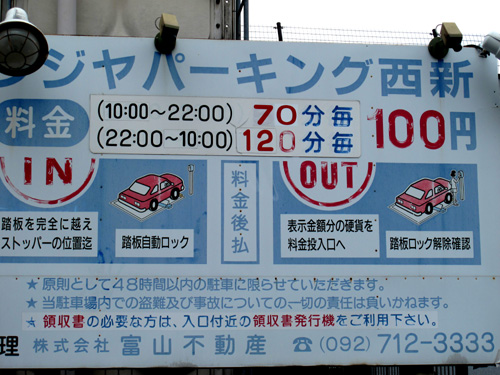 ンジヤパーキング西新
料金
(10:00〜22:00) 70分毎
(22:00〜10:00) 120分毎
100円
IN
踏板を完全に越え
ストッパーの位置迄
踏板自動ロック
料金後払
OUT
表示金額分の硬貨を
料金投入口へ
踏板ロック解除確認
★原則として48時間以内の駐車に限らせていただきます。
★当駐車場内での盗難及び事故についての一切の責任は負いかねます。
★領収書の必要な方は、入口付近の領収書発行機をご利用下さい。
理 株式会社 富山不動産 ☎(092)712-3333